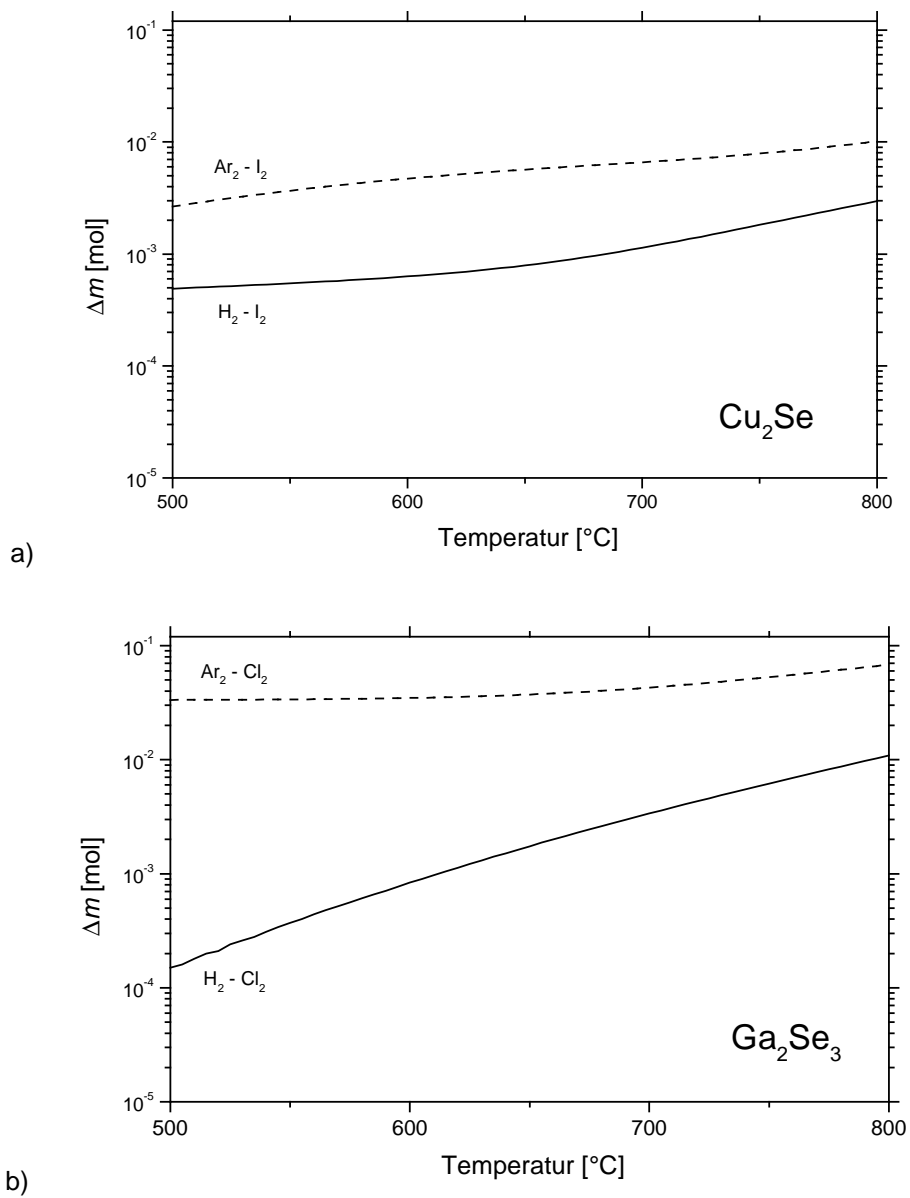 10⁻¹
10⁻²
Ar₂ - I₂
Δm [mol]
10⁻³
H₂ - I₂
10⁻⁴
Cu₂Se
10⁻⁵
500 600 700 800
Temperatur [°C]
a)
10⁻¹
Ar₂ - Cl₂
10⁻²
Δm [mol]
10⁻³
10⁻⁴
H₂ - Cl₂
Ga₂Se₃
10⁻⁵
500 600 700 800
Temperatur [°C]
b)